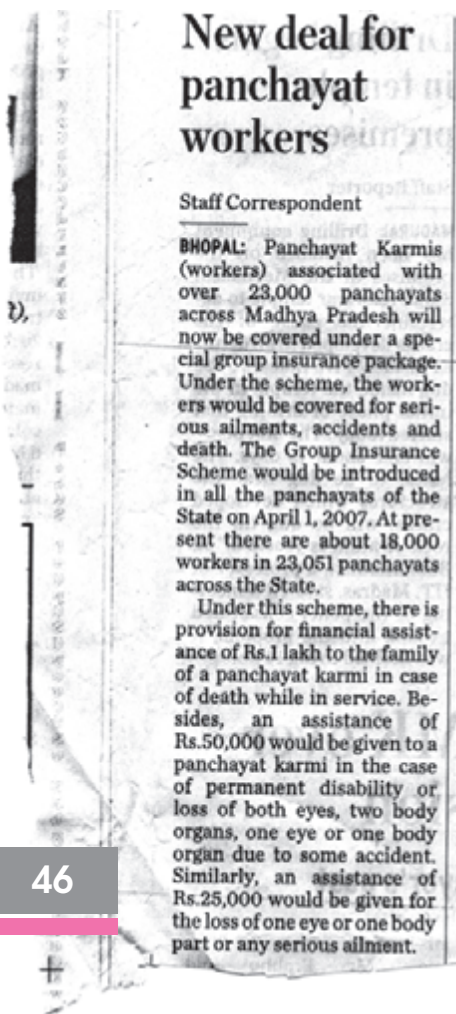 New deal for
panchayat
workers
Staff Correspondent
BHOPAL: Panchayat Karmis
(workers) associated with
over 23,000 panchayats
across Madhya Pradesh will
now be covered under a spe-
cial group insurance package.
Under the scheme, the work-
ers would be covered for seri-
ous ailments, accidents and
death. The Group Insurance
Scheme would be introduced
in all the panchayats of the
State on April 1, 2007. At pre-
sent there are about 18,000
workers in 23,051 panchayats
across the State.
Under this scheme, there is
provision for financial assist-
ance of Rs.1 lakh to the family
of a panchayat karmi in case
of death while in service. Be-
sides, an assistance of
Rs.50,000 would be given to a
panchayat karmi in the case
of permanent disability or
loss of both eyes, two body
organs, one eye or one body
organ due to some accident.
Similarly, an assistance of
Rs.25,000 would be given for
the loss of one eye or one body
part or any serious ailment.
46